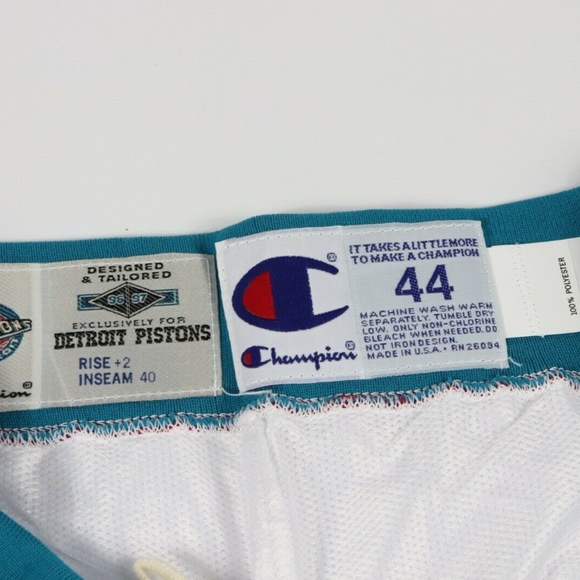 DESIGNED
& TAILORED
96 97
EXCLUSIVELY FOR
DETROIT PISTONS
RISE +2
INSEAM 40
IT TAKES A LITTLE MORE
TO MAKE A CHAMPION
44
MACHINE WASH WARM
SEPARATELY. TUMBLE DRY
LOW. ONLY NON-CHLORINE
BLEACH WHEN NEEDED. DO
NOT IRON DESIGN.
MADE IN U.S.A. • RN 26094
Champion
100% POLYESTER